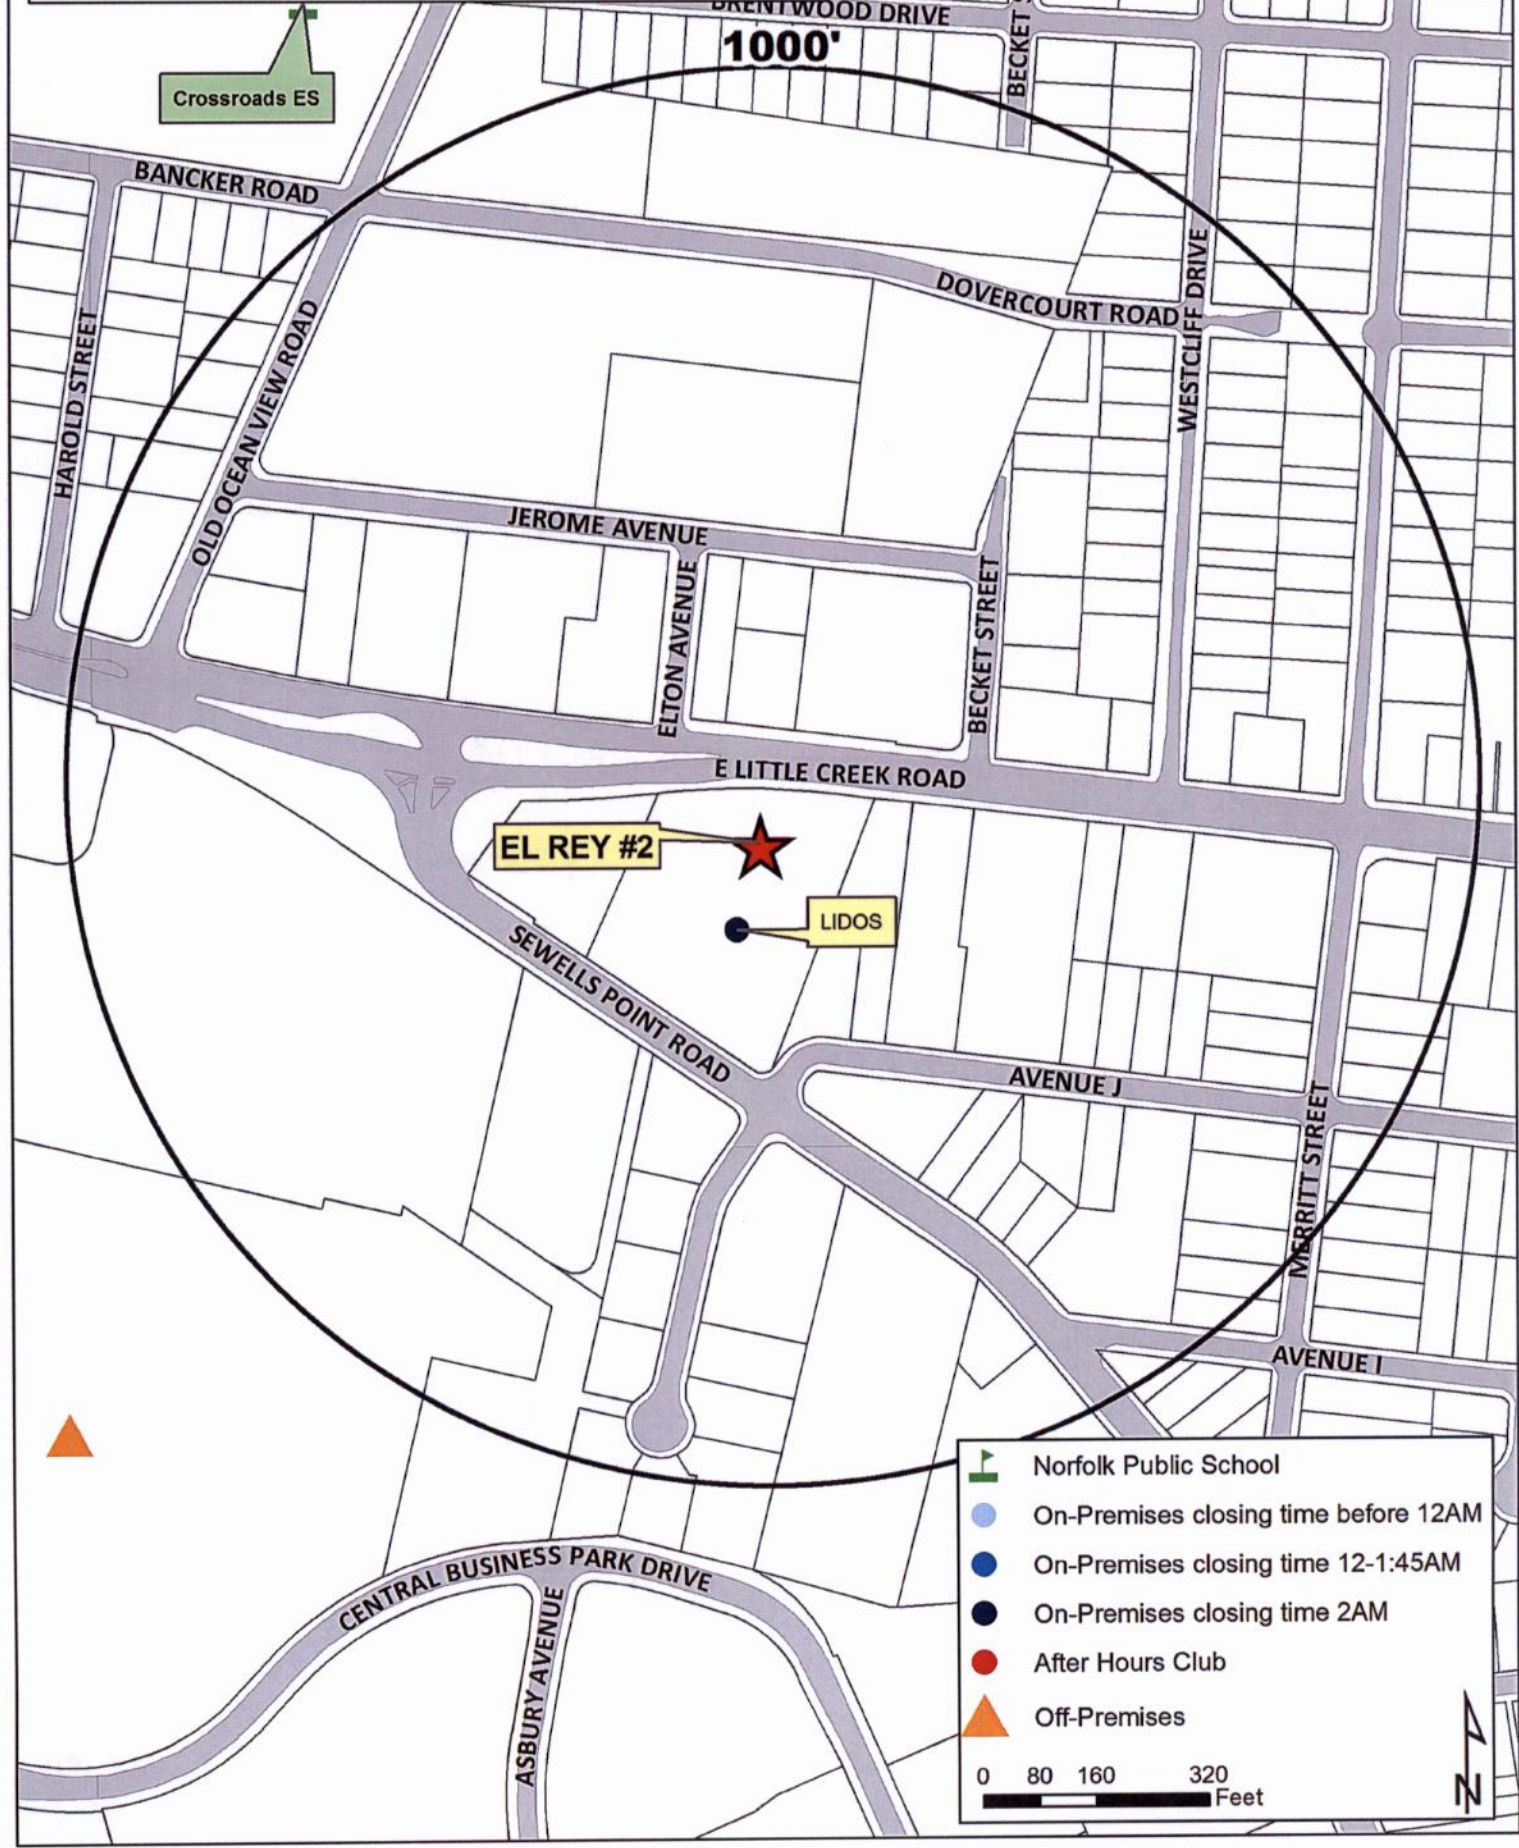 BRENTWOOD DRIVE
1000'
BECKET
Crossroads ES
BANCKER ROAD
DOVERCOURT ROAD
WESTCLIFF DRIVE
HAROLD STREET
OLD OCEAN VIEW ROAD
JEROME AVENUE
ELTON AVENUE
BECKET STREET
E LITTLE CREEK ROAD
EL REY #2
LIDOS
SEWELLS POINT ROAD
AVENUE J
MERRITT STREET
AVENUE I
CENTRAL BUSINESS PARK DRIVE
ASBURY AVENUE
Norfolk Public School
On-Premises closing time before 12AM
On-Premises closing time 12-1:45AM
On-Premises closing time 2AM
After Hours Club
Off-Premises
0 80 160 320
Feet
N